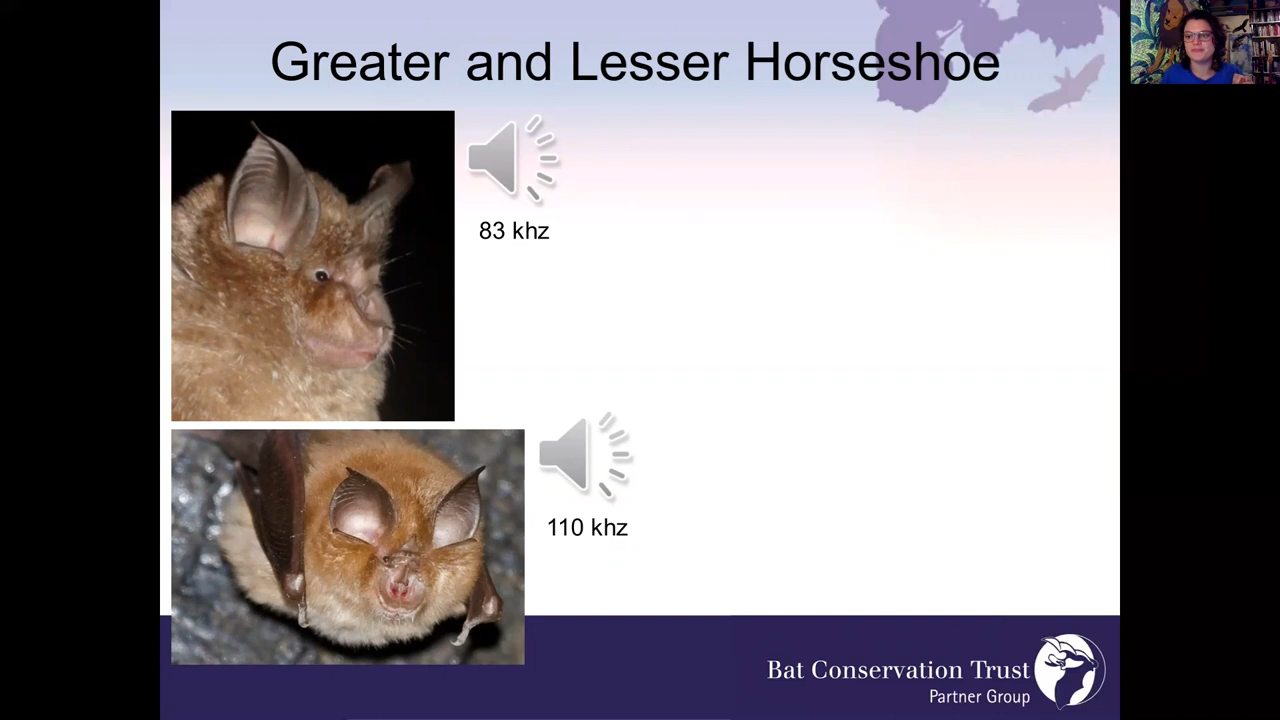 Greater and Lesser Horseshoe
83 khz
110 khz
Bat Conservation Trust
Partner Group